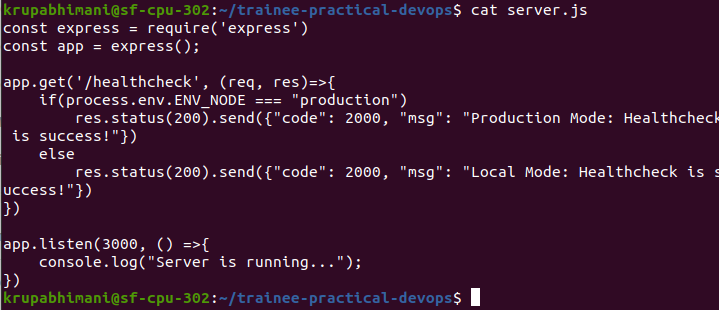 krupabhimani@sf-cpu-302:~/trainee-practical-devops$ cat server.js
const express = require('express')
const app = express();

app.get('/healthcheck', (req, res)=>{
    if(process.env.ENV_NODE === "production")
        res.status(200).send({"code": 2000, "msg": "Production Mode: Healthcheck
 is success!"})
    else
        res.status(200).send({"code": 2000, "msg": "Local Mode: Healthcheck is s
uccess!"})
})

app.listen(3000, () =>{
    console.log("Server is running...");
})
krupabhimani@sf-cpu-302:~/trainee-practical-devops$